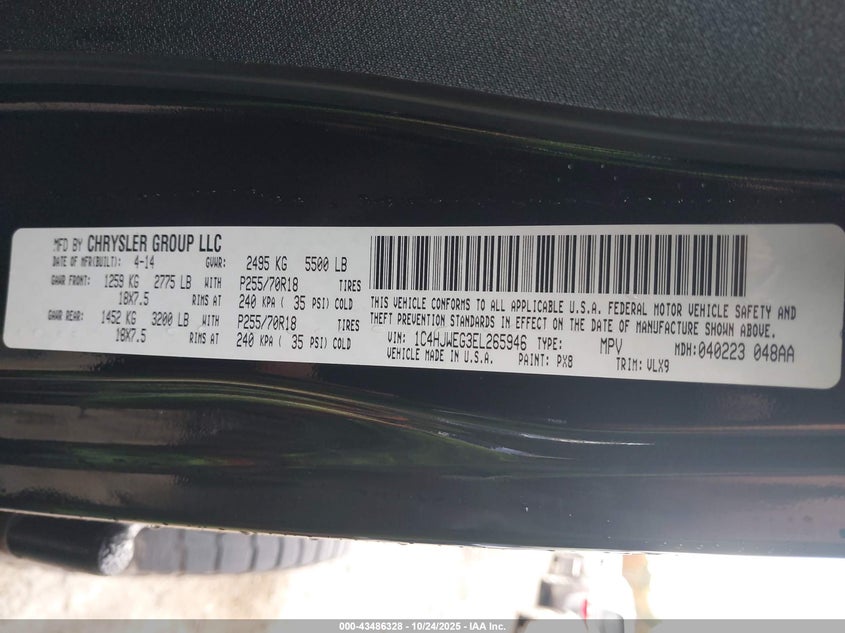 MFD BY CHRYSLER GROUP LLC
DATE OF MFR(BUILT): 4-14 GVWR: 2495 KG 5500 LB
GAWR FRONT: 1259 KG 2775 LB WITH P255/70R18 TIRES
18X7.5 RIMS AT 240 KPA ( 35 PSI) COLD
GAWR REAR: 1452 KG 3200 LB WITH P255/70R18 TIRES
18X7.5 RIMS AT 240 KPA ( 35 PSI) COLD
THIS VEHICLE CONFORMS TO ALL APPLICABLE U.S.A. FEDERAL MOTOR VEHICLE SAFETY AND
THEFT PREVENTION STANDARDS IN EFFECT ON THE DATE OF MANUFACTURE SHOWN ABOVE.
VIN: 1C4HJWEG3EL265946 TYPE: MPV MDH:040223 048AA
VEHICLE MADE IN U.S.A. PAINT: PX8 TRIM: VLX9
000-43486328 - 10/24/2025 - IAA Inc.